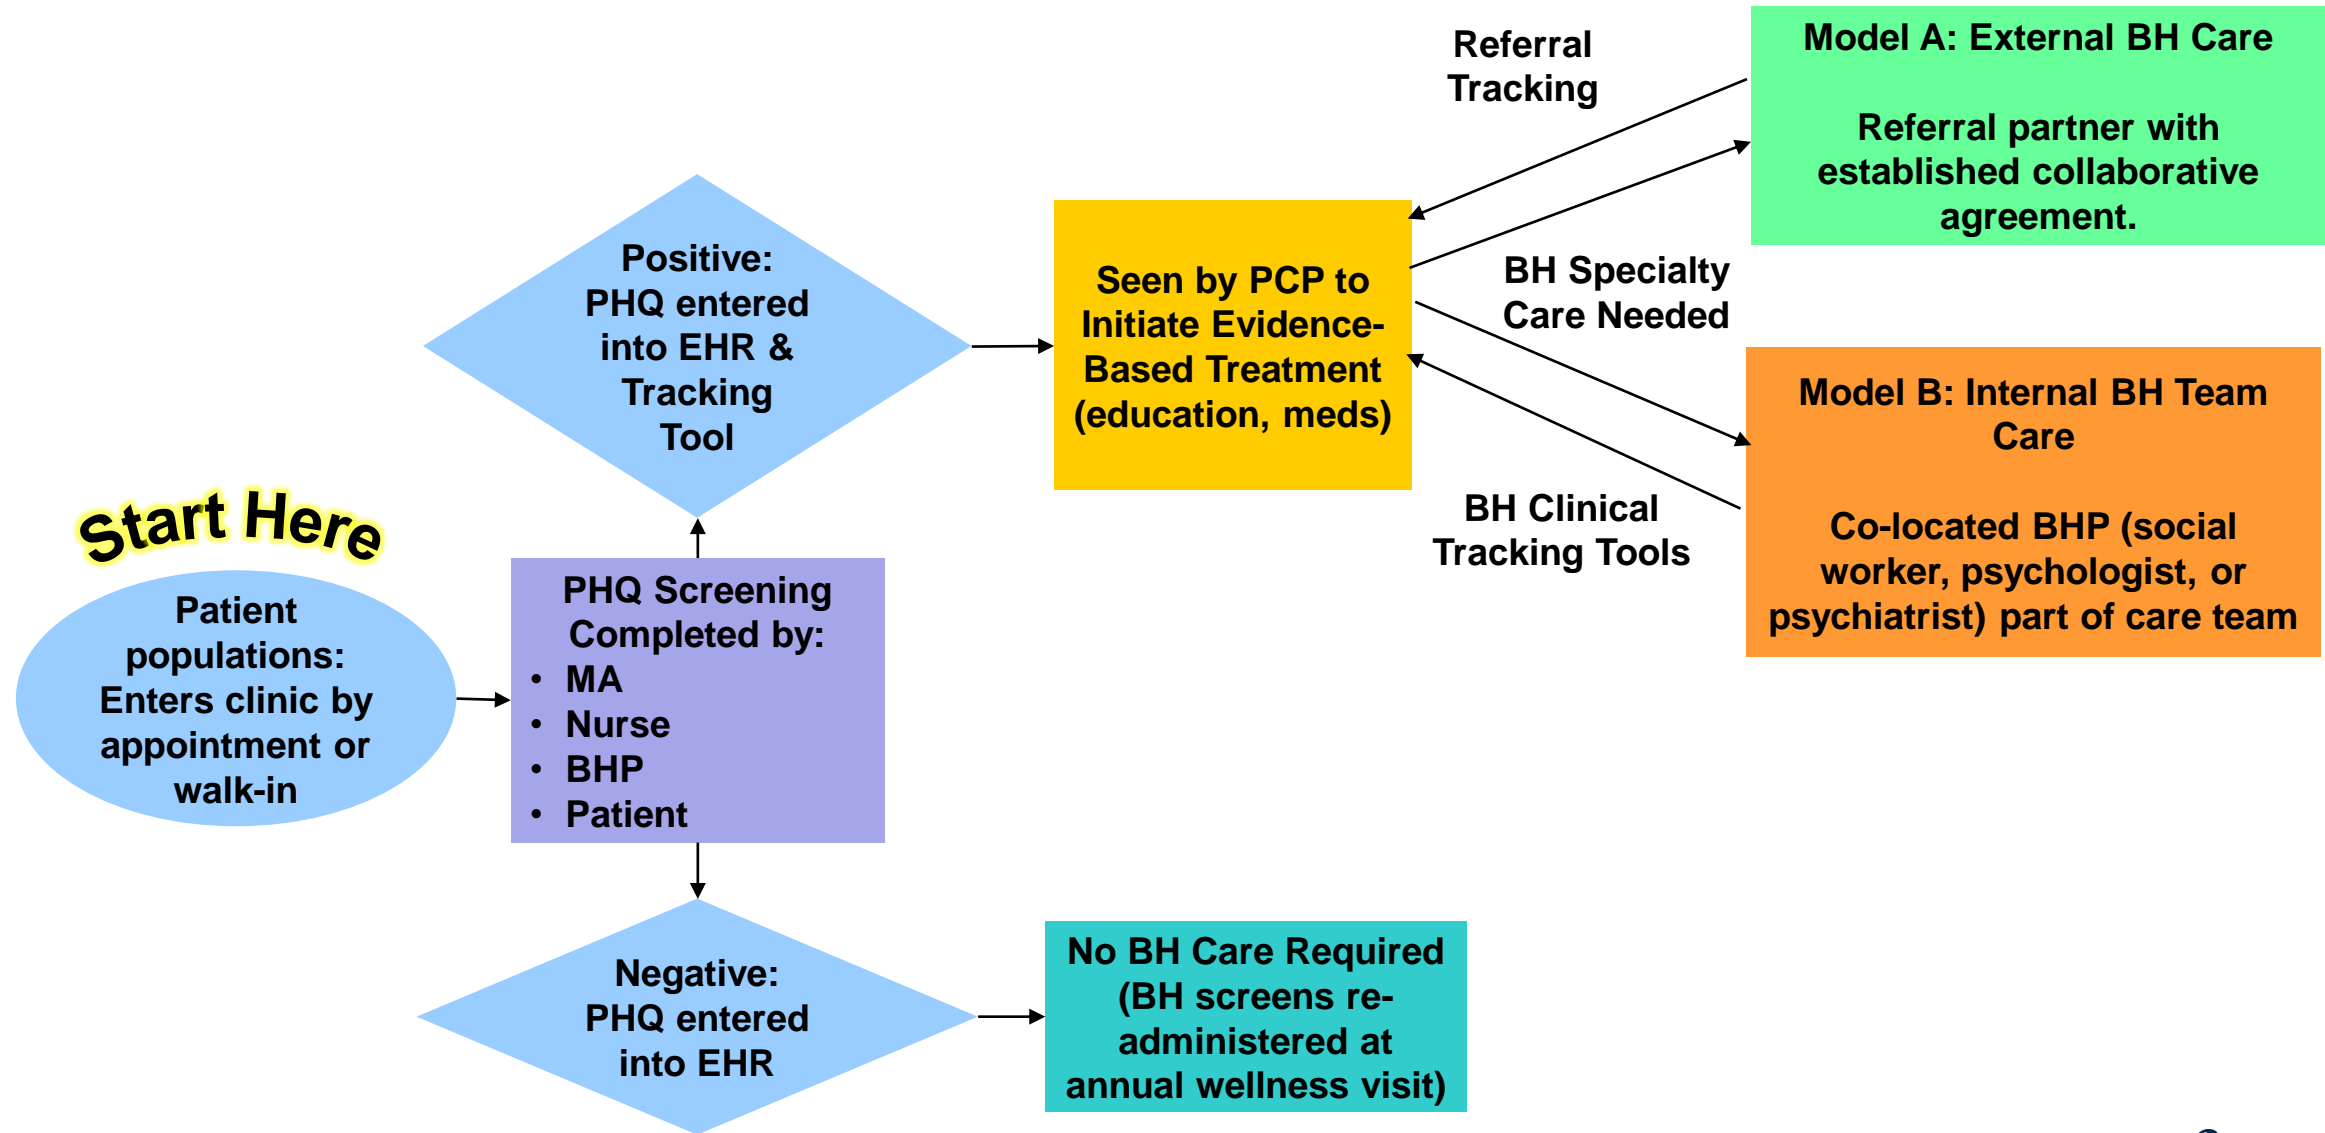 Start Here
Patient
populations:
Enters clinic by
appointment or
walk-in
PHQ Screening
Completed by:
• MA
• Nurse
• BHP
• Patient
Positive:
PHQ entered
into EHR &
Tracking
Tool
Negative:
PHQ entered
into EHR
No BH Care Required
(BH screens re-
administered at
annual wellness visit)
Seen by PCP to
Initiate Evidence-
Based Treatment
(education, meds)
Referral
Tracking
BH Specialty
Care Needed
BH Clinical
Tracking Tools
Model A: External BH Care
Referral partner with
established collaborative
agreement.
Model B: Internal BH Team
Care
Co-located BHP (social
worker, psychologist, or
psychiatrist) part of care team